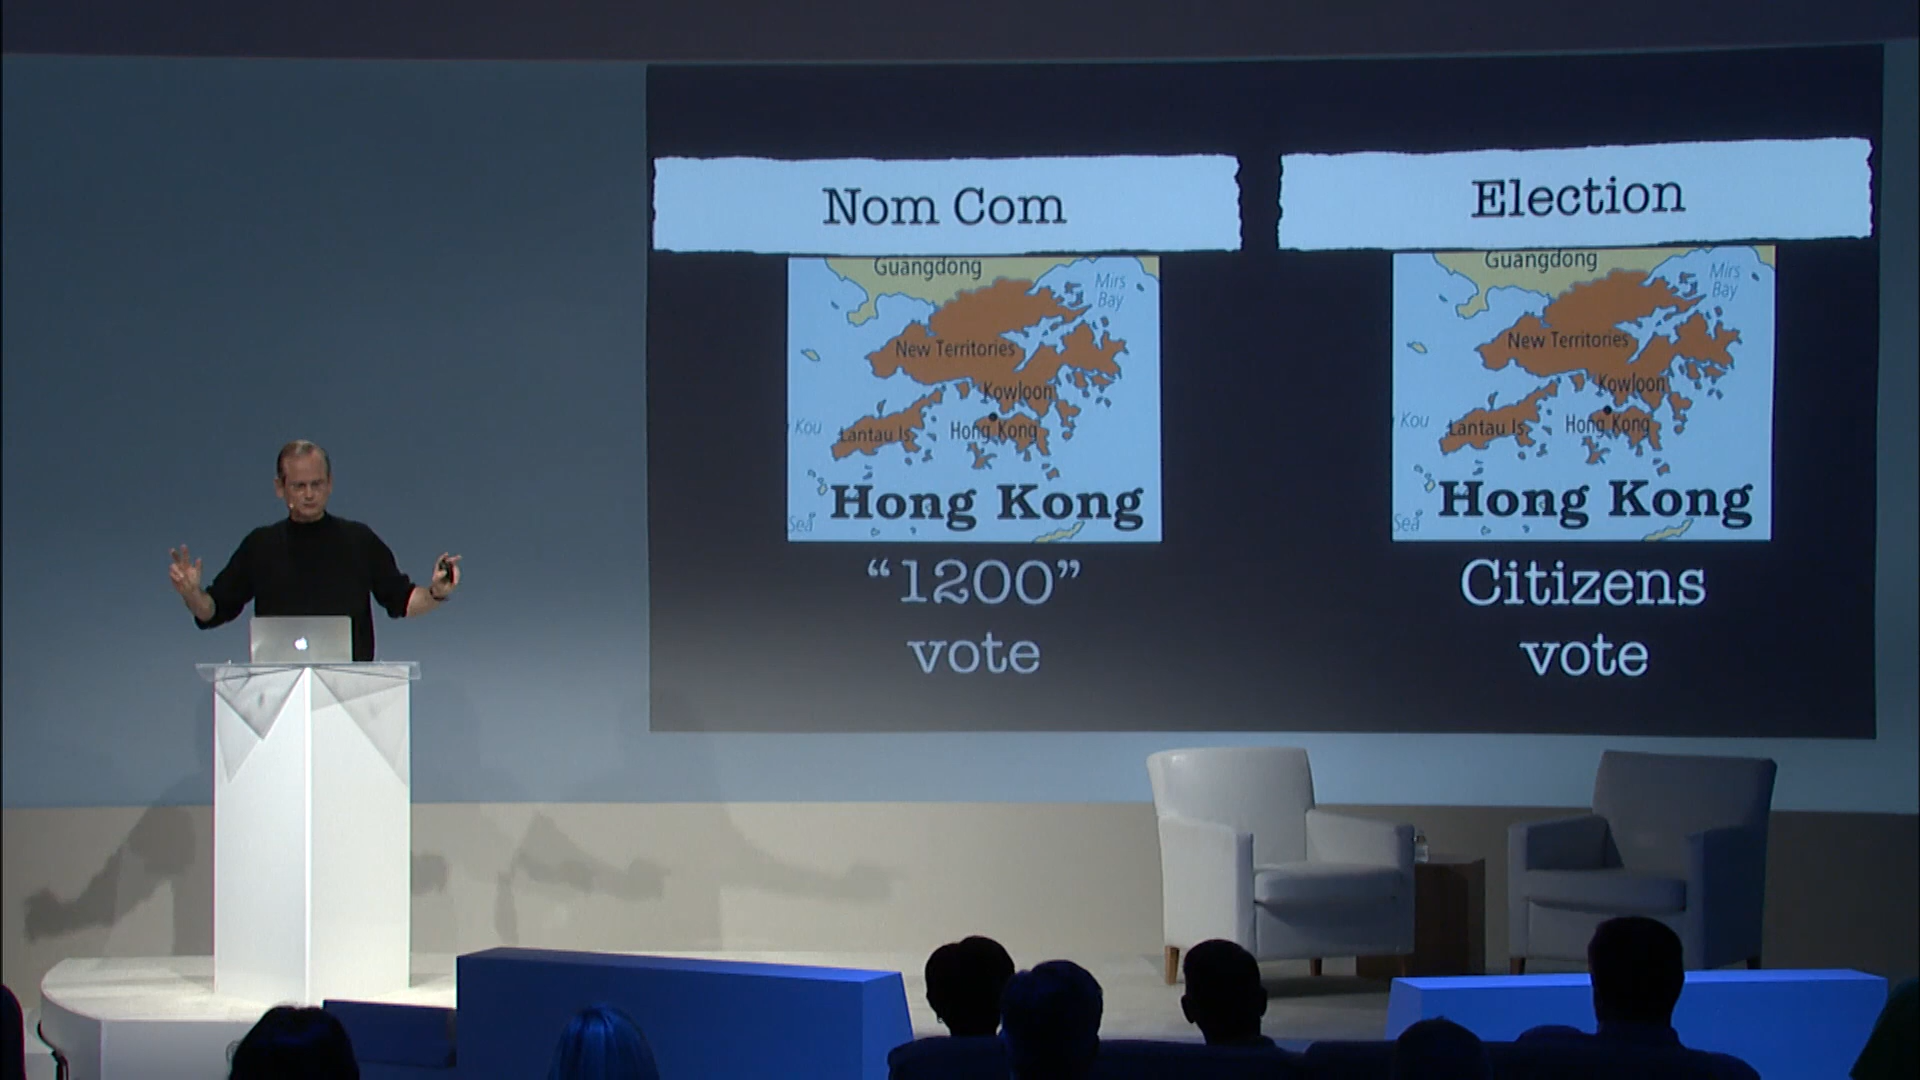 Nom Com
Guangdong
Mirs
Bay
New Territories
Kowloon
Kou
Lantau Is.
Hong Kong
Hong Kong
Sea
“1200”
vote
Election
Guangdong
Mirs
Bay
New Territories
Kowloon
Kou
Lantau Is.
Hong Kong
Hong Kong
Sea
Citizens
vote